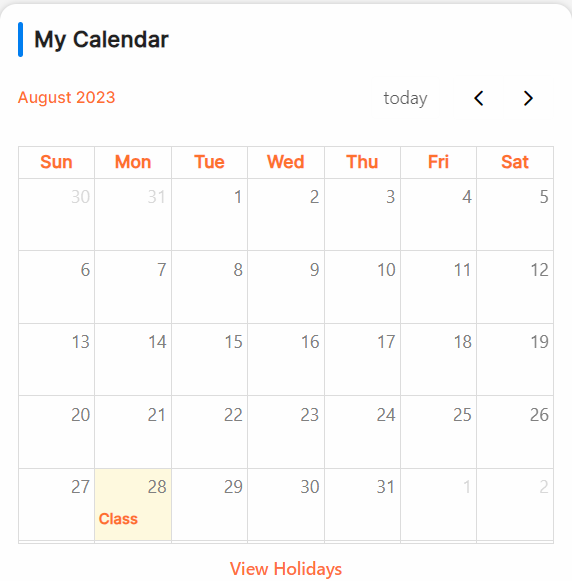 My Calendar
August 2023 today
Sun Mon Tue Wed Thu Fri Sat
30 31 1 2 3 4 5
6 7 8 9 10 11 12
13 14 15 16 17 18 19
20 21 22 23 24 25 26
27 28 29 30 31 1 2
Class
View Holidays